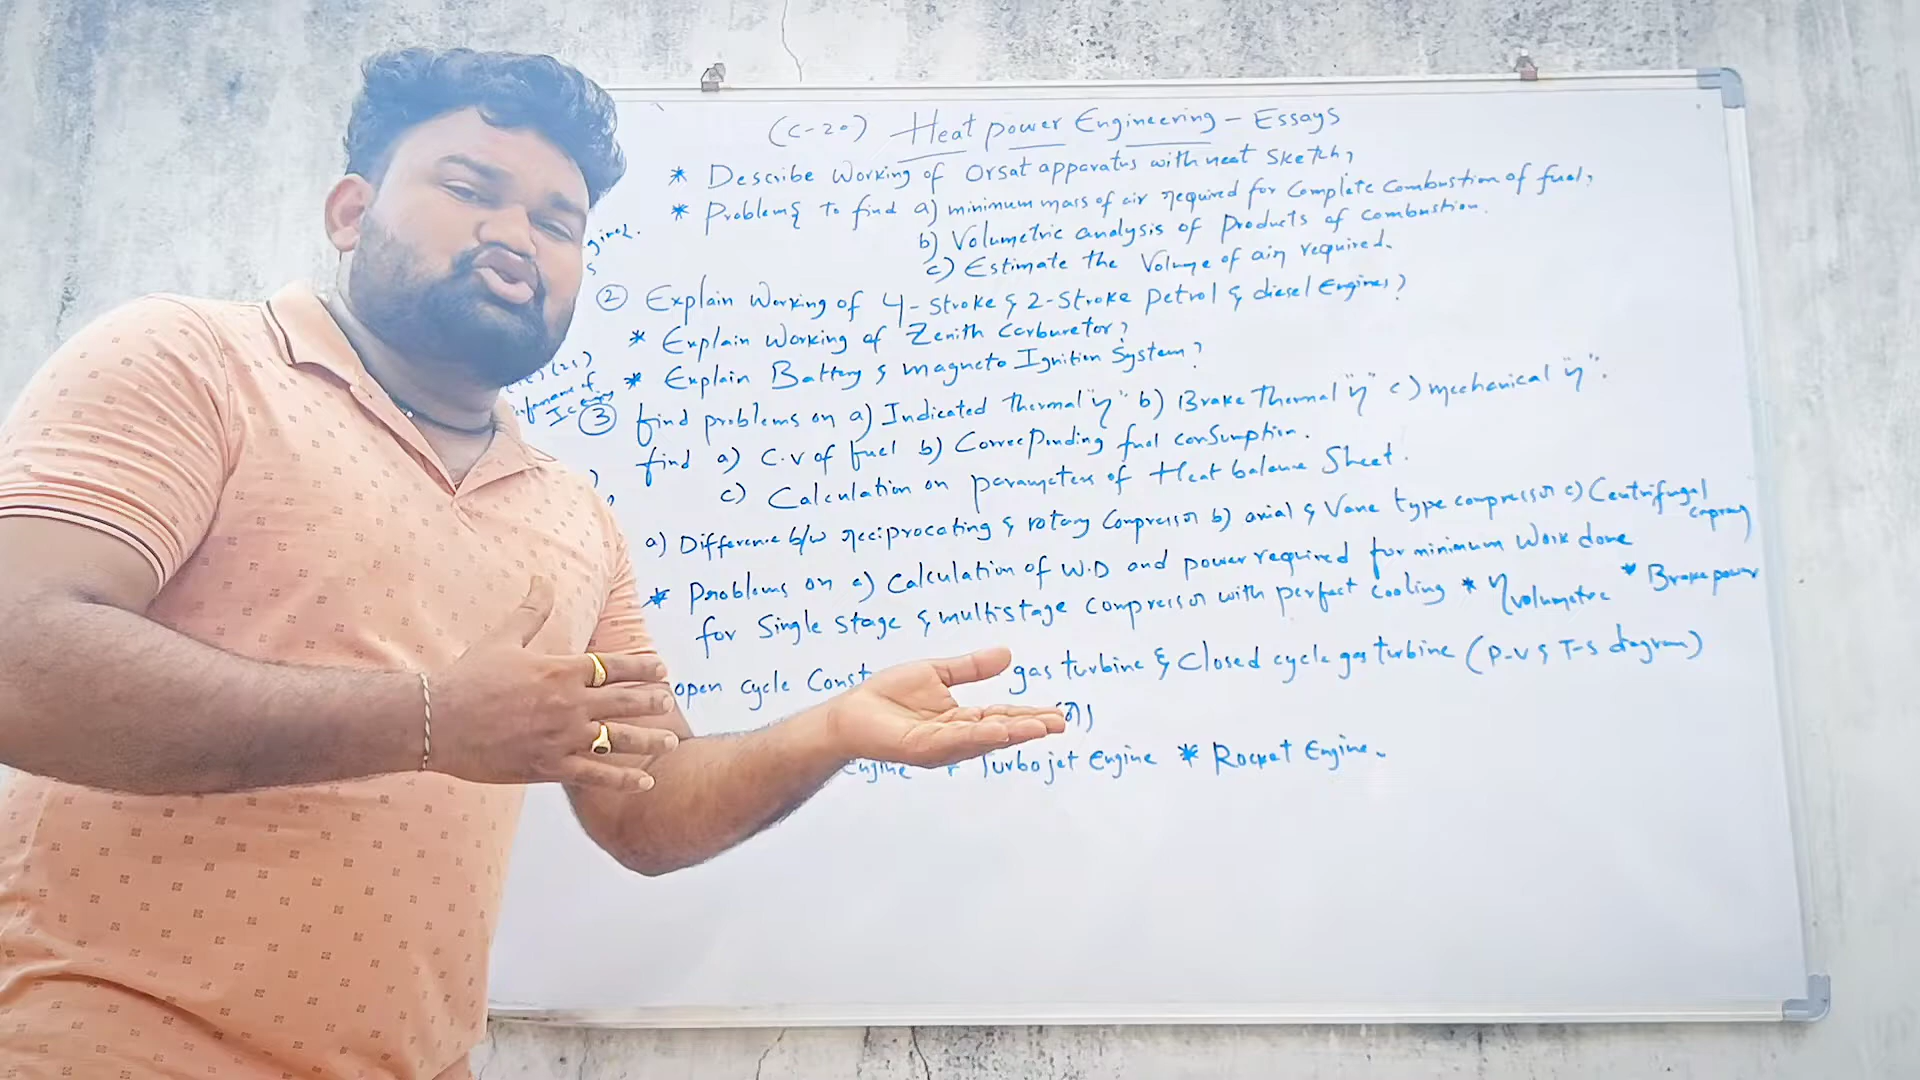 (C-20) Heat power Engineering - Essays
* Describe Working of Orsat apparatus with neat Sketch?
* Problems to find a) minimum mass of air required for Complete Combustion of fuel?
b) Volumetric analysis of Products of combustion.
c) Estimate the Volume of air required.
② Explain Working of 4-Stroke & 2-Stroke Petrol & diesel Engines?
* Explain Working of Zenith Carburetor?
* Explain Battery & magneto Ignition System?
③ find problems on a) Indicated Thermal "η" b) Brake Thermal "η" c) mechanical "η".
find a) C.V of fuel b) Correcponding fuel consumption.
c) Calculation on parameters of Heat balance Sheet.
a) Difference b/w reciprocating & rotary Compressor b) axial & Vane type compressor c) Centrifugal
* Problems on a) Calculation of W.D and power required for minimum Work done
for Single Stage & multistage compressor with perfect cooling * η volumetric * Brake power
open cycle Const gas turbine & Closed cycle gas turbine (P-V & T-S diagram)
Engine * Turbojet Engine * Rocket Engine.